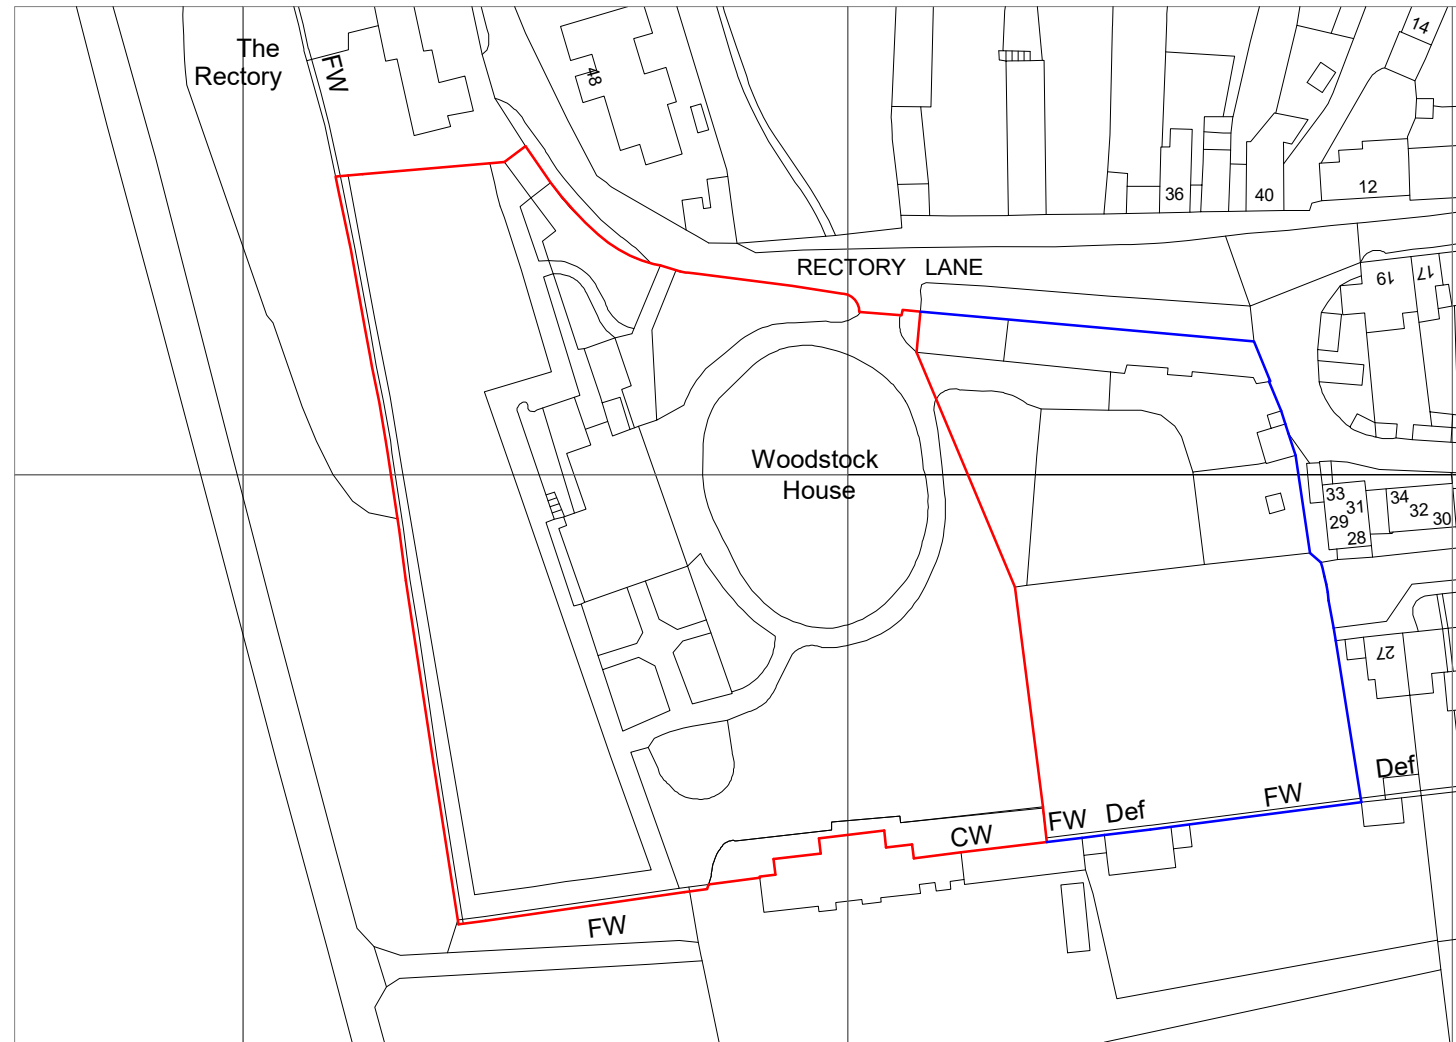 The
Rectory
FW
48
14
36
40
12
RECTORY LANE
19
17
Woodstock
House
33
31
29
28
34
32
30
27
Def
FW
Def
FW
CW
FW